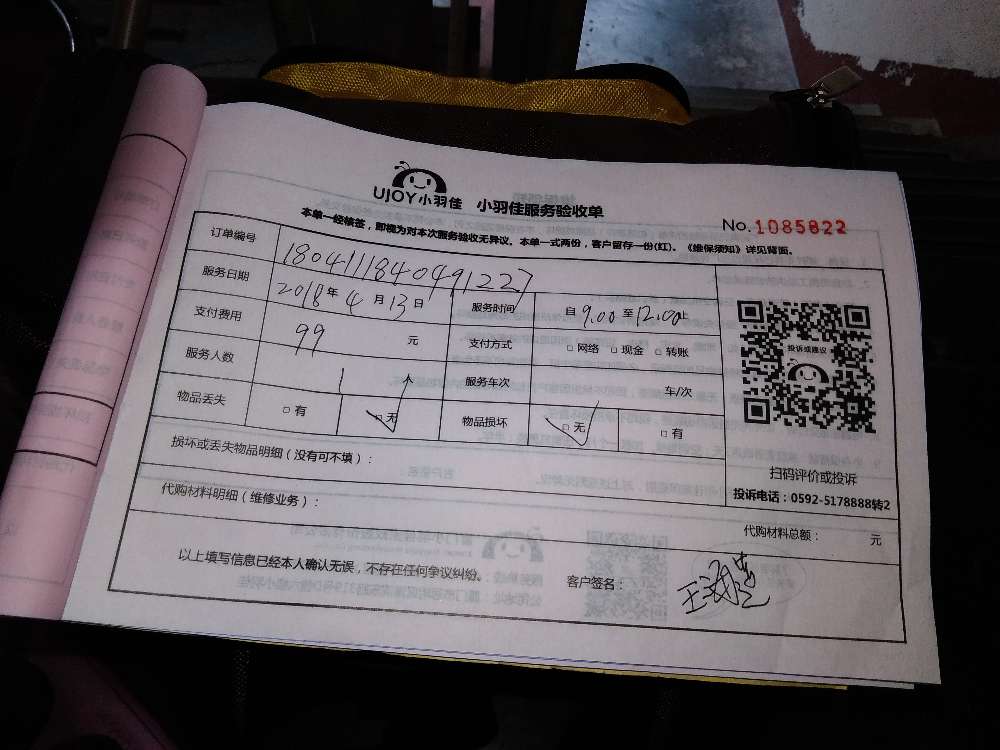 UJOY小羽佳 小羽佳服务验收单
No.1085822
本单一经核签，即视为对本次服务验收无异议。本单一式两份，客户留存一份(红)。《维保须知》详见背面。
订单编号 1804111840491227
服务日期 2018年4月13日 服务时间 自9.00至12.00止
支付费用 99 元 支付方式 □网络 □现金 □转账
服务人数 1 人 服务车次 车/次
物品丢失 □有 □无 物品损坏 □无 □有
投诉或建议
扫码评价或投诉
投诉电话：0592-5178888转2
损坏或丢失物品明细（没有可不填）：
代购材料明细（维修业务）：
代购材料总额： 元
以上填写信息已经本人确认无误，不存在任何争议纠纷。 客户签名：